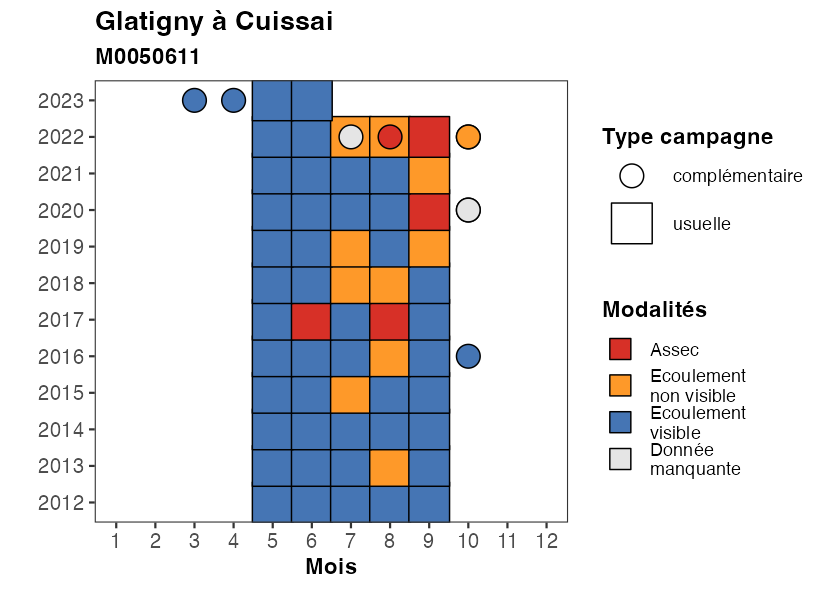 Glatigny à Cuissai
M0050611
2023
2022
2021
2020
2019
2018
2017
2016
2015
2014
2013
2012
1 2 3 4 5 6 7 8 9 10 11 12
Mois
Type campagne
complémentaire
usuelle
Modalités
Assec
Ecoulement
non visible
Ecoulement
visible
Donnée
manquante